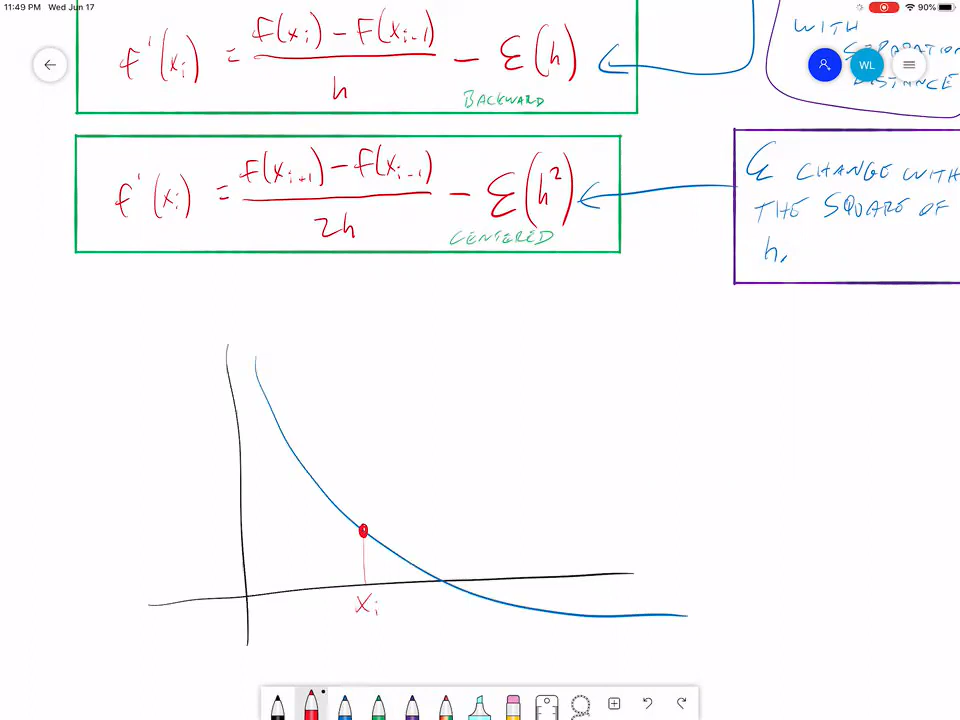 11:49 PM Wed Jun 17
90%
WL
f'(xi) = F(xi) - F(xi-1) / h - Ɛ(h)
BACKWARD
WITH
SEPARATION
DISTANCE
f'(xi) = F(xi+1) - F(xi-1) / 2h - Ɛ(h²)
CENTERED
Ɛ CHANGE WITH
THE SQUARE OF
h.
xi